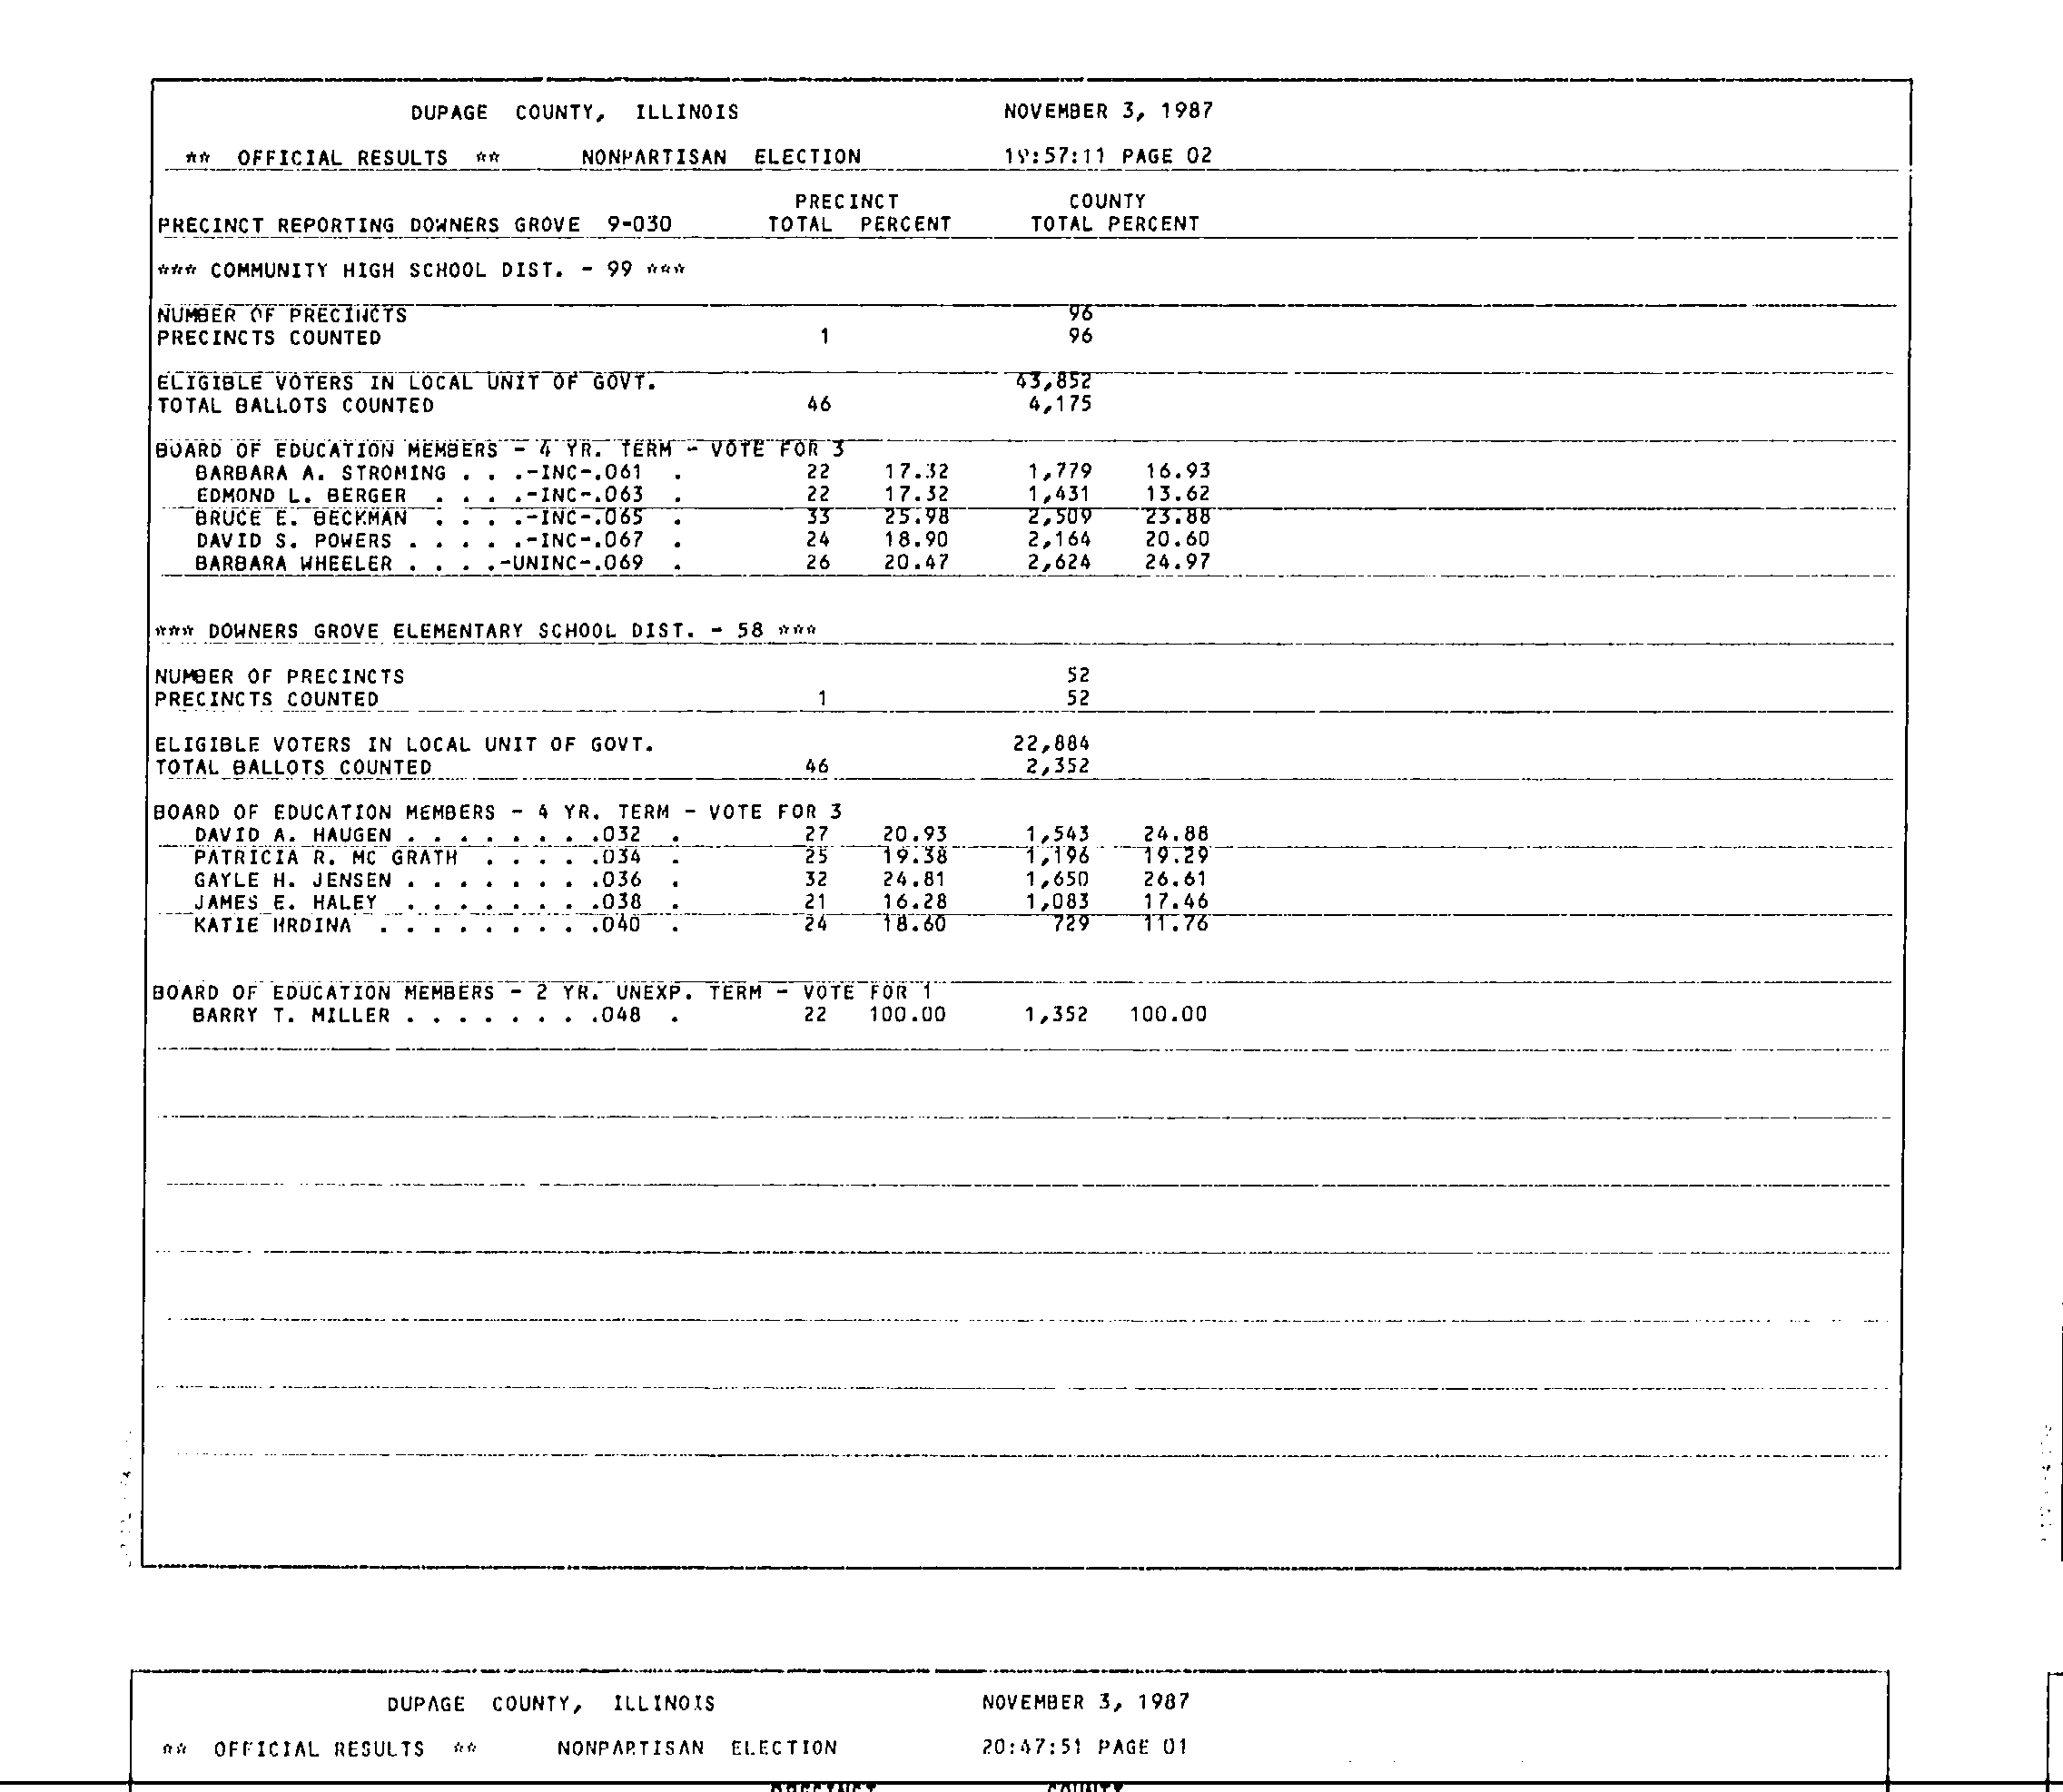 DUPAGE COUNTY, ILLINOIS NOVEMBER 3, 1987
** OFFICIAL RESULTS ** NONPARTISAN ELECTION 19:57:11 PAGE 02
PRECINCT COUNTY
PRECINCT REPORTING DOWNERS GROVE 9-030 TOTAL PERCENT TOTAL PERCENT
*** COMMUNITY HIGH SCHOOL DIST. - 99 ***
NUMBER OF PRECINCTS 96
PRECINCTS COUNTED 1 96
ELIGIBLE VOTERS IN LOCAL UNIT OF GOVT. 43,852
TOTAL BALLOTS COUNTED 46 4,175
BOARD OF EDUCATION MEMBERS - 4 YR. TERM - VOTE FOR 3
BARBARA A. STROMING . . .-INC-.061 . 22 17.32 1,779 16.93
EDMOND L. BERGER . . . .-INC-.063 . 22 17.32 1,431 13.62
BRUCE E. BECKMAN . . . .-INC-.065 . 33 25.98 2,509 23.88
DAVID S. POWERS . . . . .-INC-.067 . 24 18.90 2,164 20.60
BARBARA WHEELER . . . .-UNINC-.069 . 26 20.47 2,624 24.97
*** DOWNERS GROVE ELEMENTARY SCHOOL DIST. - 58 ***
NUMBER OF PRECINCTS 52
PRECINCTS COUNTED 1 52
ELIGIBLE VOTERS IN LOCAL UNIT OF GOVT. 22,884
TOTAL BALLOTS COUNTED 46 2,352
BOARD OF EDUCATION MEMBERS - 4 YR. TERM - VOTE FOR 3
DAVID A. HAUGEN . . . . . . . .032 . 27 20.93 1,543 24.88
PATRICIA R. MC GRATH . . . . .034 . 25 19.38 1,196 19.29
GAYLE H. JENSEN . . . . . . . .036 . 32 24.81 1,650 26.61
JAMES E. HALEY . . . . . . . .038 . 21 16.28 1,083 17.46
KATIE HRDINA . . . . . . . . .040 . 24 18.60 729 11.76
BOARD OF EDUCATION MEMBERS - 2 YR. UNEXP. TERM - VOTE FOR 1
BARRY T. MILLER . . . . . . . .048 . 22 100.00 1,352 100.00
DUPAGE COUNTY, ILLINOIS NOVEMBER 3, 1987
** OFFICIAL RESULTS ** NONPARTISAN ELECTION 20:47:51 PAGE 01
PRECINCT COUNTY